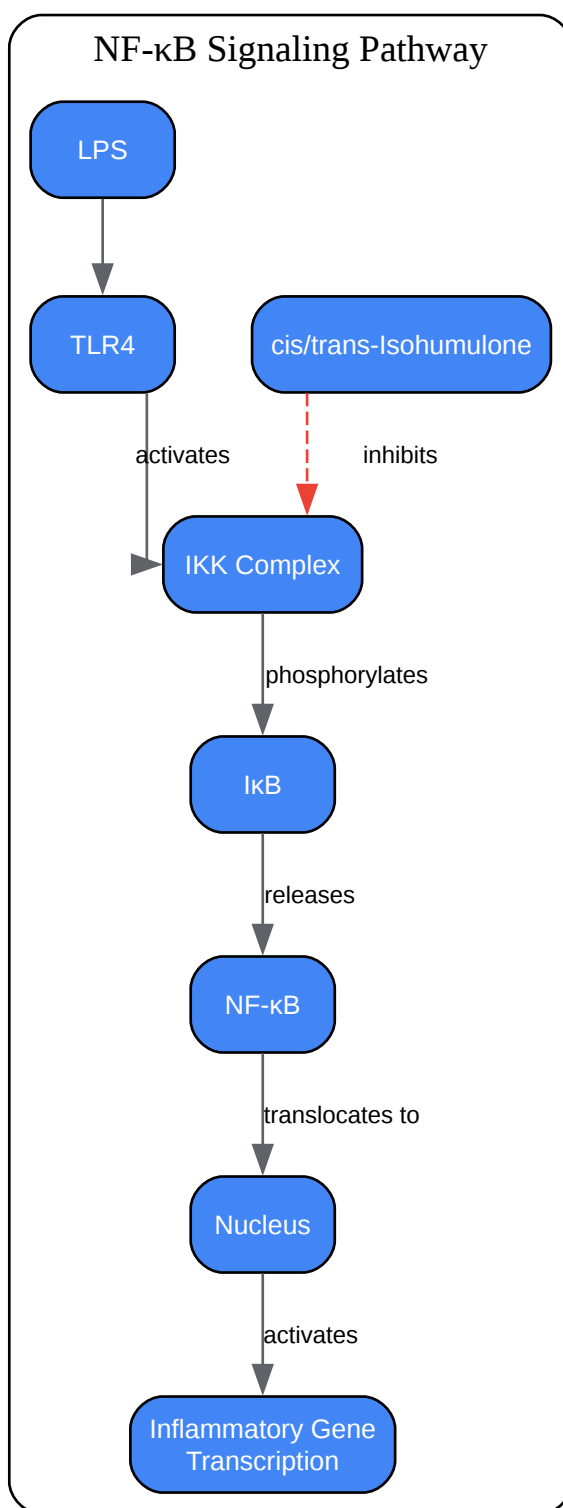 NF-κB Signaling Pathway
LPS
TLR4
cis/trans-Isohumulone
activates
inhibits
IKK Complex
phosphorylates
IκB
releases
NF-κB
translocates to
Nucleus
activates
Inflammatory Gene
Transcription